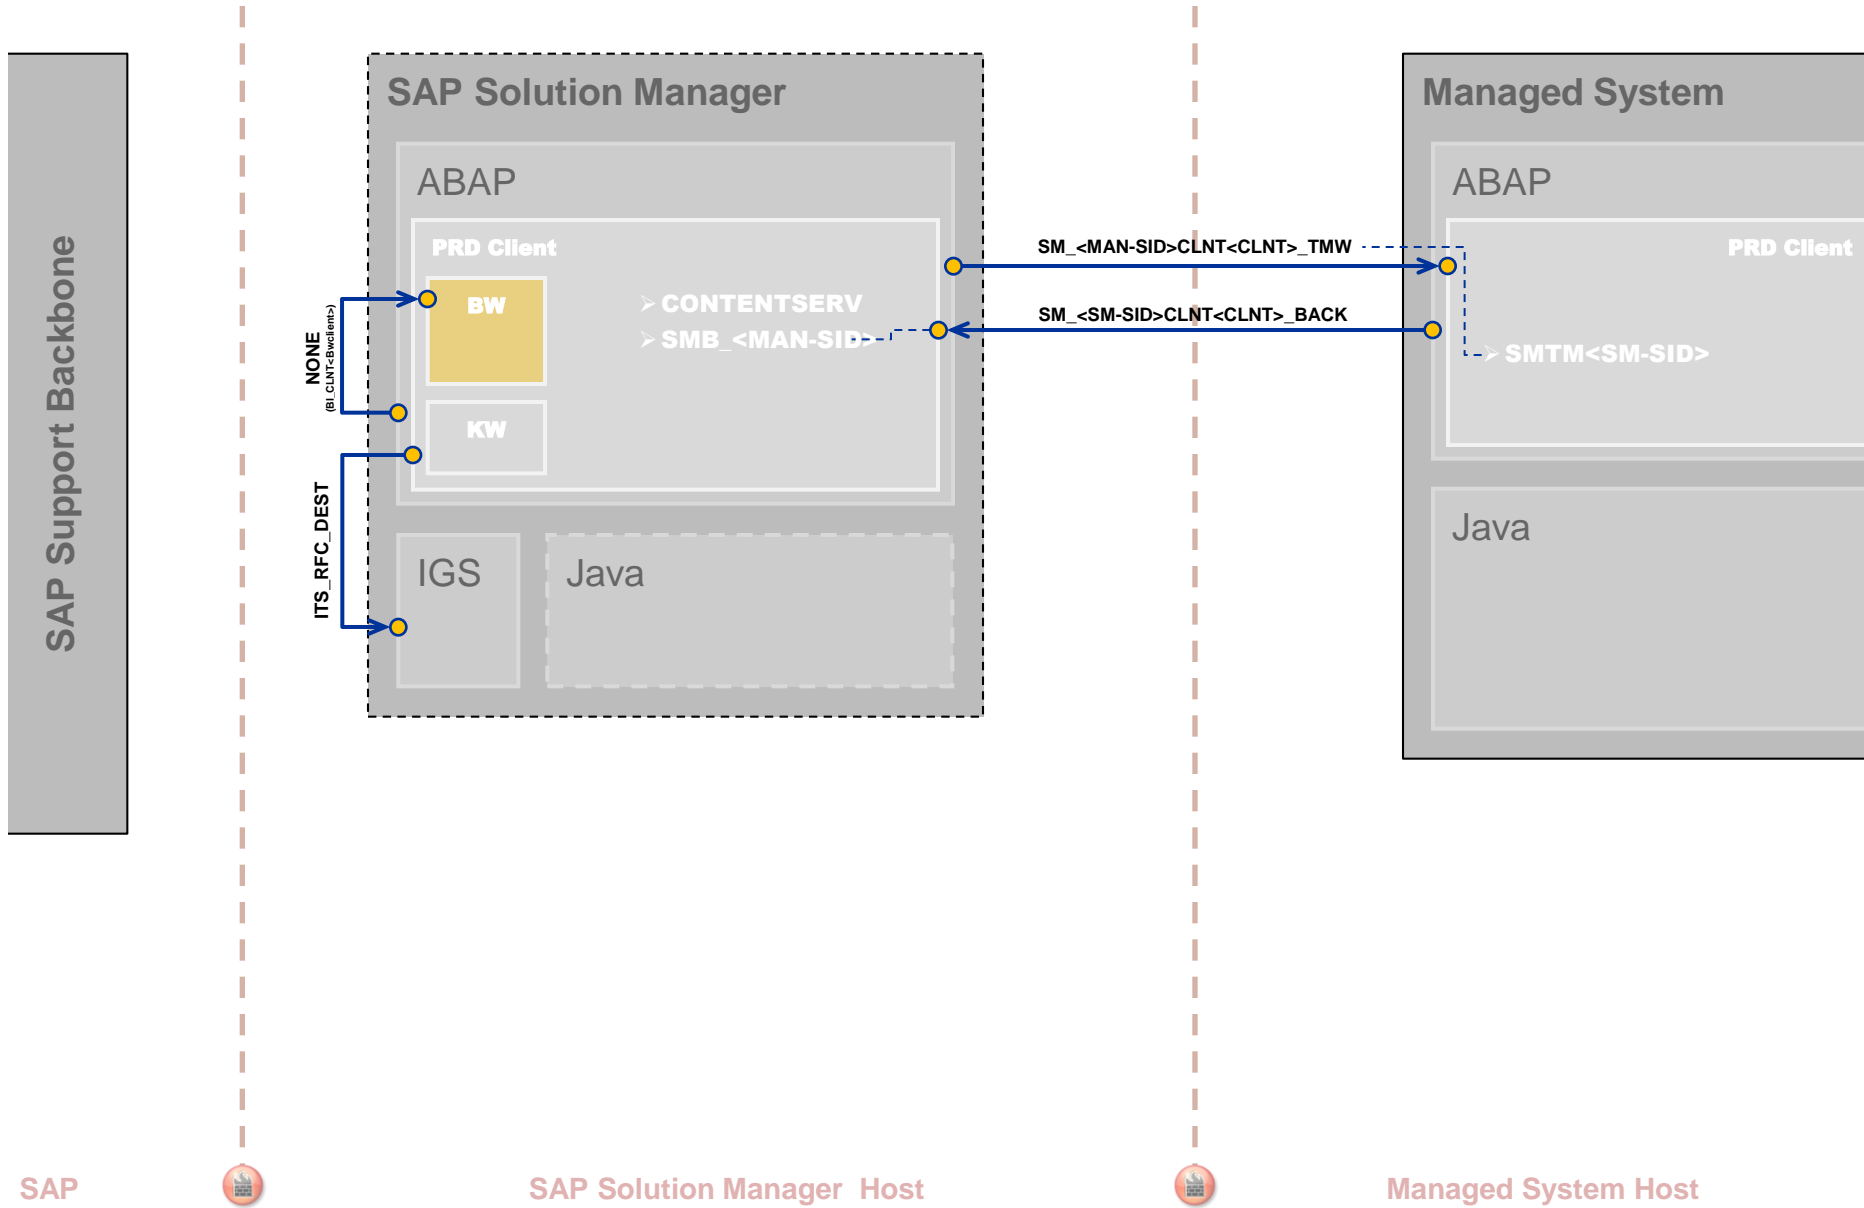 SAP Support Backbone
SAP Solution Manager
ABAP
PRD Client
BW
KW
➢ CONTENTSERV
➢ SMB_<MAN-SID>
NONE
(BI_CLNT<Bwclient>)
ITS_RFC_DEST
IGS
Java
SM_<MAN-SID>CLNT<CLNT>_TMW
SM_<SM-SID>CLNT<CLNT>_BACK
Managed System
ABAP
PRD Client
➢ SMTM<SM-SID>
Java
SAP
SAP Solution Manager Host
Managed System Host